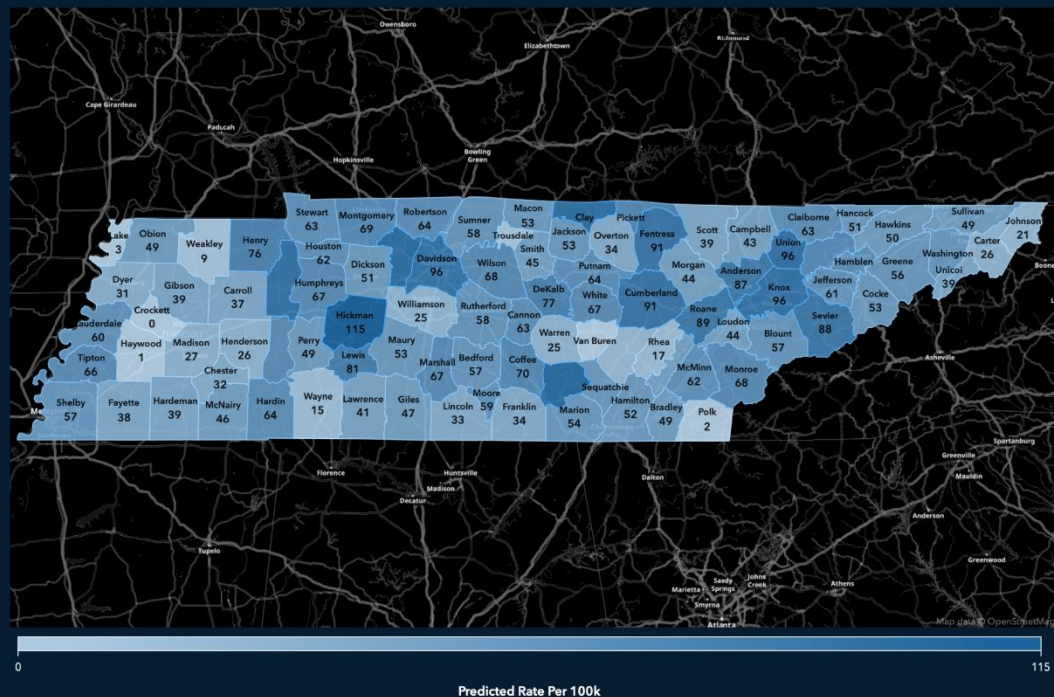 Owensboro
Elizabethtown
Richmond
Cape Girardeau
Paducah
Hopkinsville
Bowling
Green
Stewart
63
Montgomery
69
Robertson
64
Sumner
58
Macon
53
Trousdale
Clay
Jackson
53
Pickett
Overton
34
Fentress
91
Scott
39
Campbell
43
Claiborne
63
Hancock
51
Hawkins
50
Sullivan
49
Johnson
21
Carter
26
Lake
3
Obion
49
Weakley
9
Henry
76
Houston
62
Dickson
51
Davidson
96
Wilson
68
Smith
45
Putnam
64
Morgan
44
Anderson
87
Union
96
Knox
96
Hamblen
Greene
56
Washington
Unicoi
39
Boone
Dyer
31
Gibson
39
Carroll
37
Humphreys
67
Hickman
115
Williamson
25
Rutherford
58
Cannon
63
DeKalb
77
White
67
Cumberland
91
Roane
89
Loudon
44
Jefferson
61
Sevier
88
Cocke
53
Blount
57
Crockett
0
Lauderdale
60
Haywood
1
Madison
27
Henderson
26
Chester
32
Perry
49
Lewis
81
Maury
53
Marshall
67
Bedford
57
Coffee
70
Warren
25
Van Buren
Rhea
17
McMinn
62
Monroe
68
Tipton
66
Shelby
57
Fayette
38
Hardeman
39
McNairy
46
Hardin
64
Wayne
15
Lawrence
41
Giles
47
Lincoln
33
Moore
59
Franklin
34
Marion
54
Sequatchie
Hamilton
52
Bradley
49
Polk
2
Asheville
Spartanburg
Greenville
Mauldin
Florence
Huntsville
Madison
Decatur
Dalton
Anderson
Tupelo
Greenwood
Athens
Marietta
Sandy
Springs
Johns
Creek
Smyrna
Atlanta
Map data © OpenStreetMap
0
115
Predicted Rate Per 100k